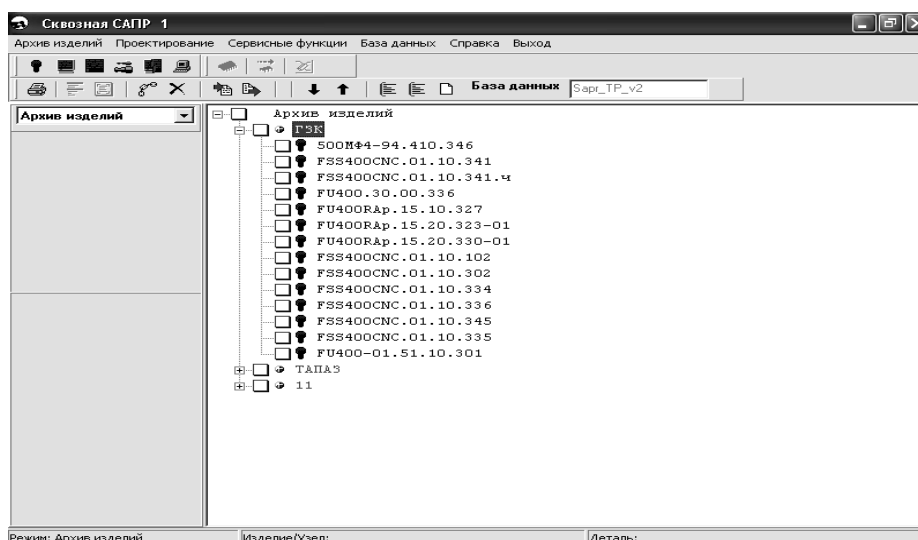 Сквозная САПР 1
Архив изделий Проектирование Сервисные функции База данных Справка Выход
База данных Sapr_TP_v2
Архив изделий
Архив изделий
ГЗК
500МФ4-94.410.346
FSS400CNC.01.10.341
FSS400CNC.01.10.341.ч
FU400.30.00.336
FU400RAp.15.10.327
FU400RAp.15.20.323-01
FU400RAp.15.20.330-01
FSS400CNC.01.10.102
FSS400CNC.01.10.302
FSS400CNC.01.10.334
FSS400CNC.01.10.336
FSS400CNC.01.10.345
FSS400CNC.01.10.335
FU400-01.51.10.301
ТАПАЗ
11
Режим: Архив изделий Изделие/Узел: Деталь: